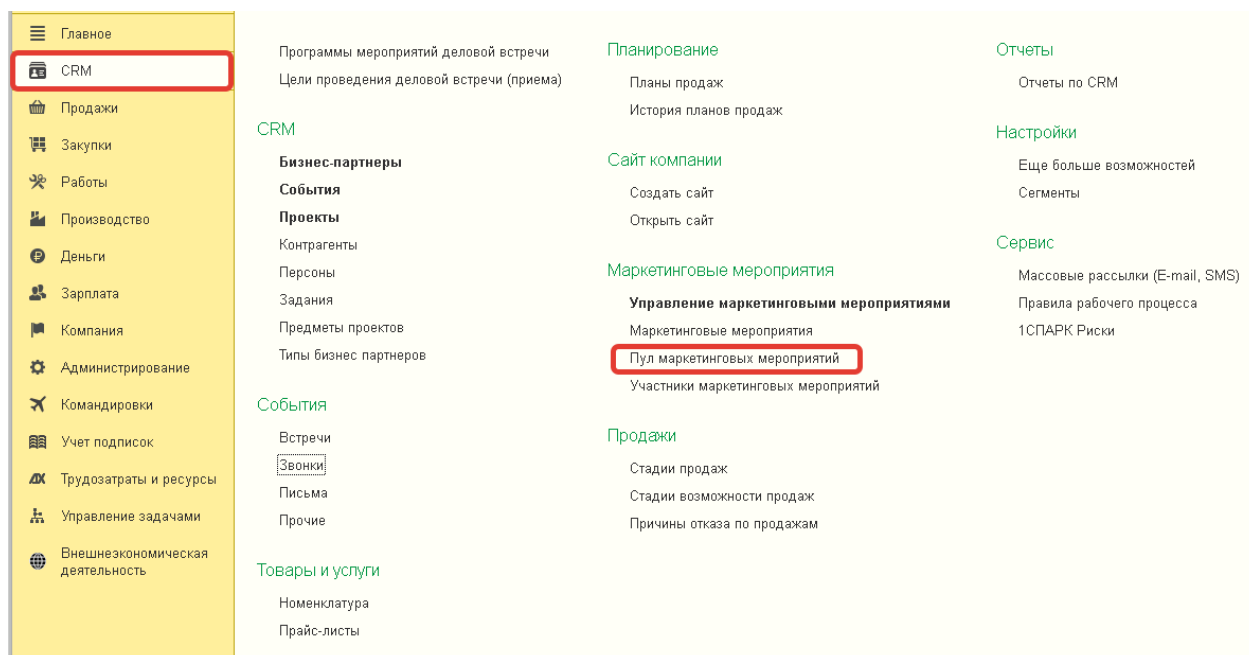 Главное
CRM
Продажи
Закупки
Работы
Производство
Деньги
Зарплата
Компания
Администрирование
Командировки
Учет подписок
Трудозатраты и ресурсы
Управление задачами
Внешнеэкономическая
деятельность
Программы мероприятий деловой встречи
Цели проведения деловой встречи (приема)
CRM
Бизнес-партнеры
События
Проекты
Контрагенты
Персоны
Задания
Предметы проектов
Типы бизнес партнеров
События
Встречи
Звонки
Письма
Прочие
Товары и услуги
Номенклатура
Прайс-листы
Планирование
Планы продаж
История планов продаж
Сайт компании
Создать сайт
Открыть сайт
Маркетинговые мероприятия
Управление маркетинговыми мероприятиями
Маркетинговые мероприятия
Пул маркетинговых мероприятий
Участники маркетинговых мероприятий
Продажи
Стадии продаж
Стадии возможности продаж
Причины отказа по продажам
Отчеты
Отчеты по CRM
Настройки
Еще больше возможностей
Сегменты
Сервис
Массовые рассылки (E-mail, SMS)
Правила рабочего процесса
1СПАРК Риски